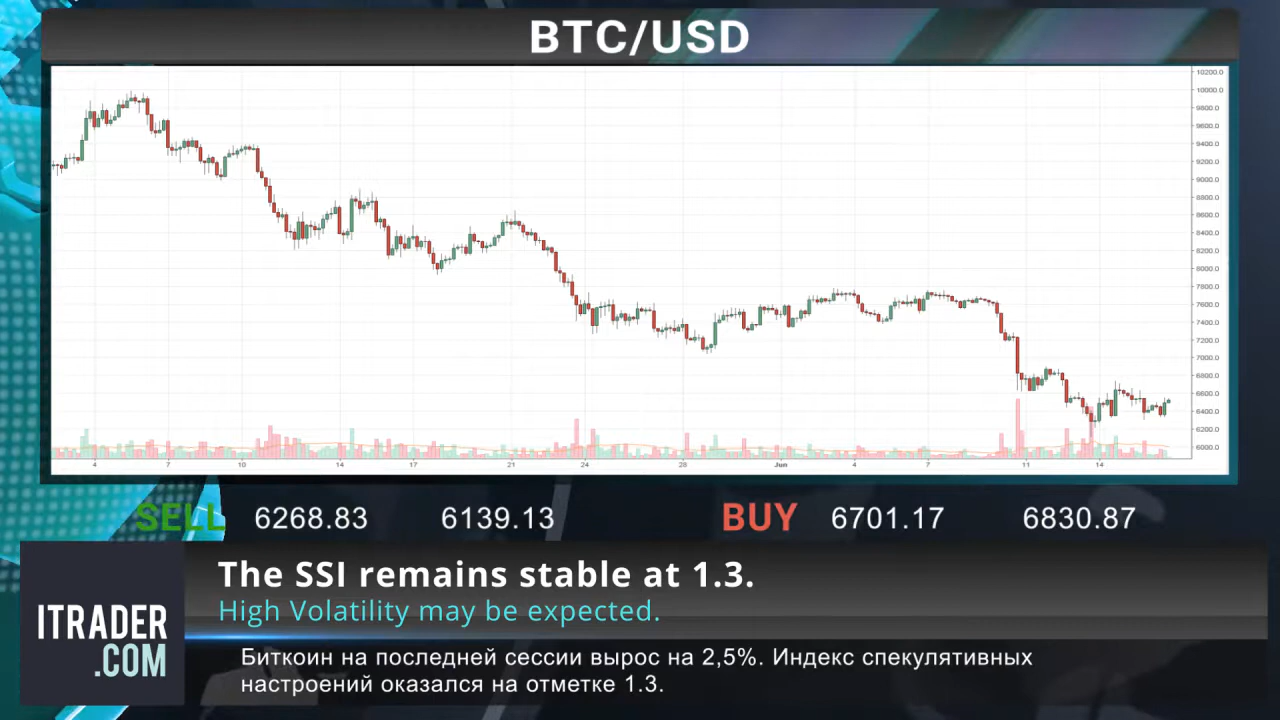 BTC/USD
10200.0
10000.0
9800.0
9600.0
9400.0
9200.0
9000.0
8800.0
8600.0
8400.0
8200.0
8000.0
7800.0
7600.0
7400.0
7200.0
7000.0
6800.0
6600.0
6400.0
6200.0
6000.0
4 7 10 14 17 21 24 28 Jun 4 7 11 14
SELL 6268.83 6139.13 BUY 6701.17 6830.87
The SSI remains stable at 1.3.
High Volatility may be expected.
ITRADER
.COM
Биткоин на последней сессии вырос на 2,5%. Индекс спекулятивных
настроений оказался на отметке 1.3.